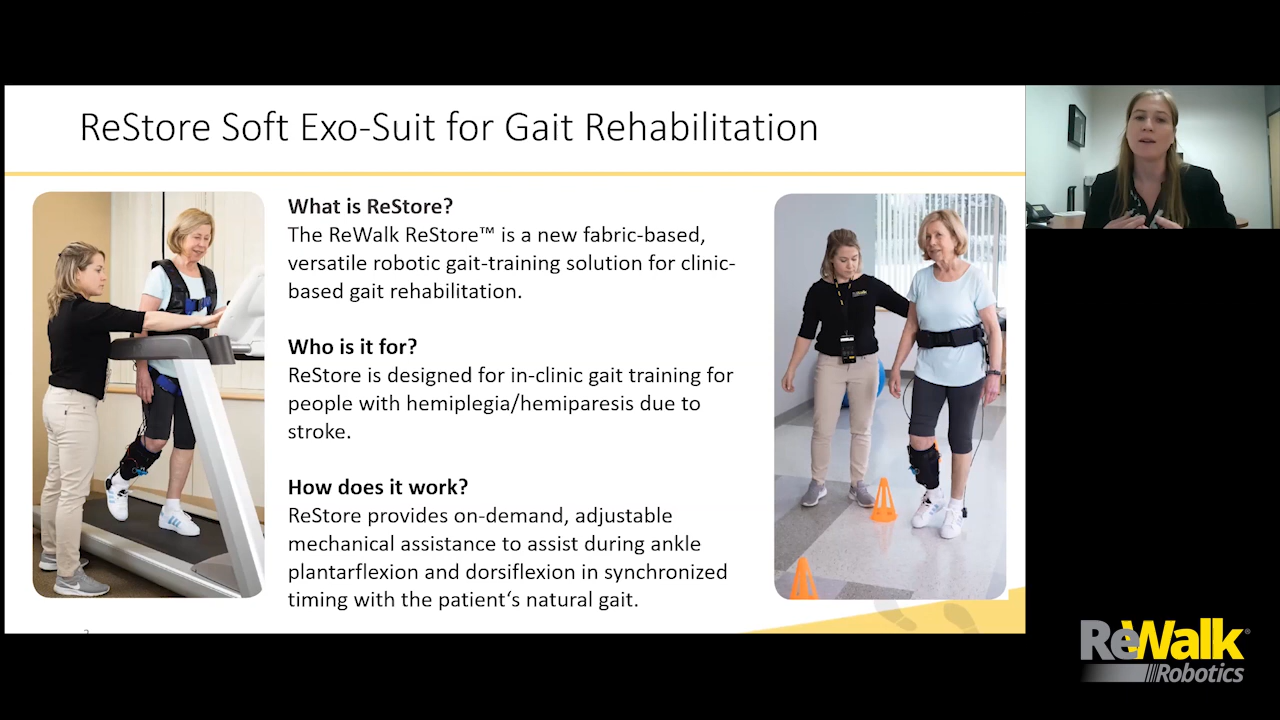 ReStore Soft Exo-Suit for Gait Rehabilitation
What is ReStore?
The ReWalk ReStore™ is a new fabric-based,
versatile robotic gait-training solution for clinic-
based gait rehabilitation.
Who is it for?
ReStore is designed for in-clinic gait training for
people with hemiplegia/hemiparesis due to
stroke.
How does it work?
ReStore provides on-demand, adjustable
mechanical assistance to assist during ankle
plantarflexion and dorsiflexion in synchronized
timing with the patient‘s natural gait.
ReWalk®
Robotics